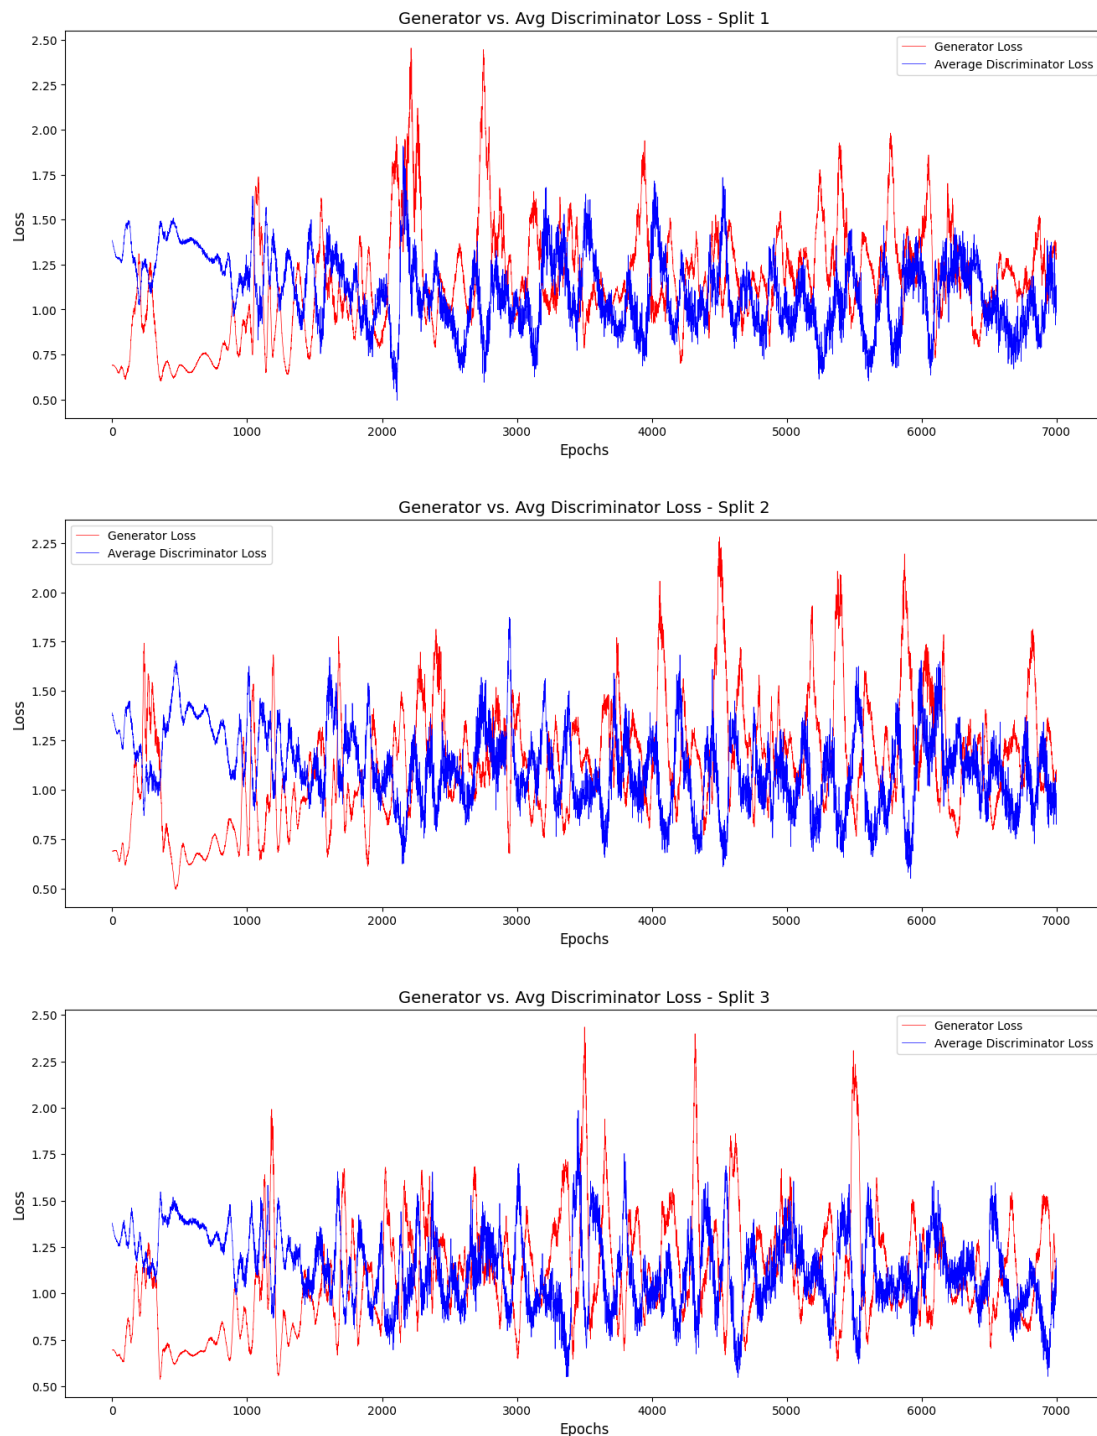 Generator vs. Avg Discriminator Loss - Split 1
2.50
2.25
2.00
1.75
1.50
1.25
1.00
0.75
0.50
Loss
Generator Loss
Average Discriminator Loss
0 1000 2000 3000 4000 5000 6000 7000
Epochs
Generator vs. Avg Discriminator Loss - Split 2
2.25
2.00
1.75
1.50
1.25
1.00
0.75
0.50
Loss
Generator Loss
Average Discriminator Loss
0 1000 2000 3000 4000 5000 6000 7000
Epochs
Generator vs. Avg Discriminator Loss - Split 3
2.50
2.25
2.00
1.75
1.50
1.25
1.00
0.75
0.50
Loss
Generator Loss
Average Discriminator Loss
0 1000 2000 3000 4000 5000 6000 7000
Epochs